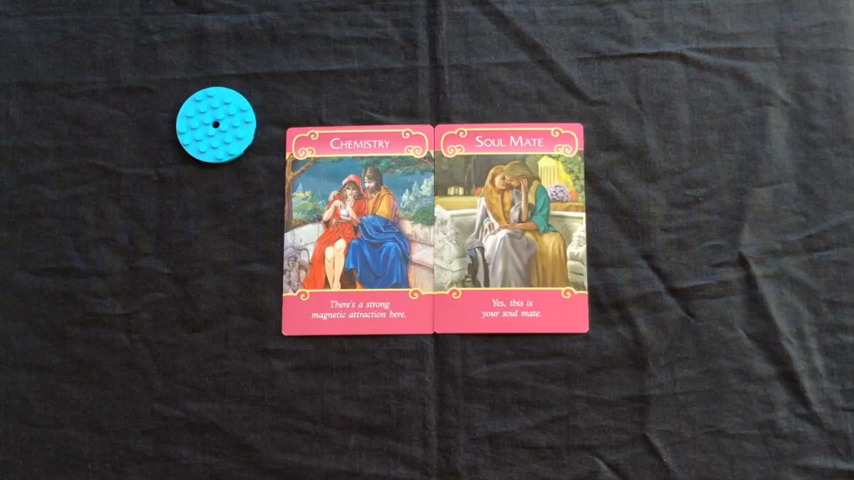 CHEMISTRY
There's a strong
magnetic attraction here.
SOUL MATE
Yes, this is
your soul mate.